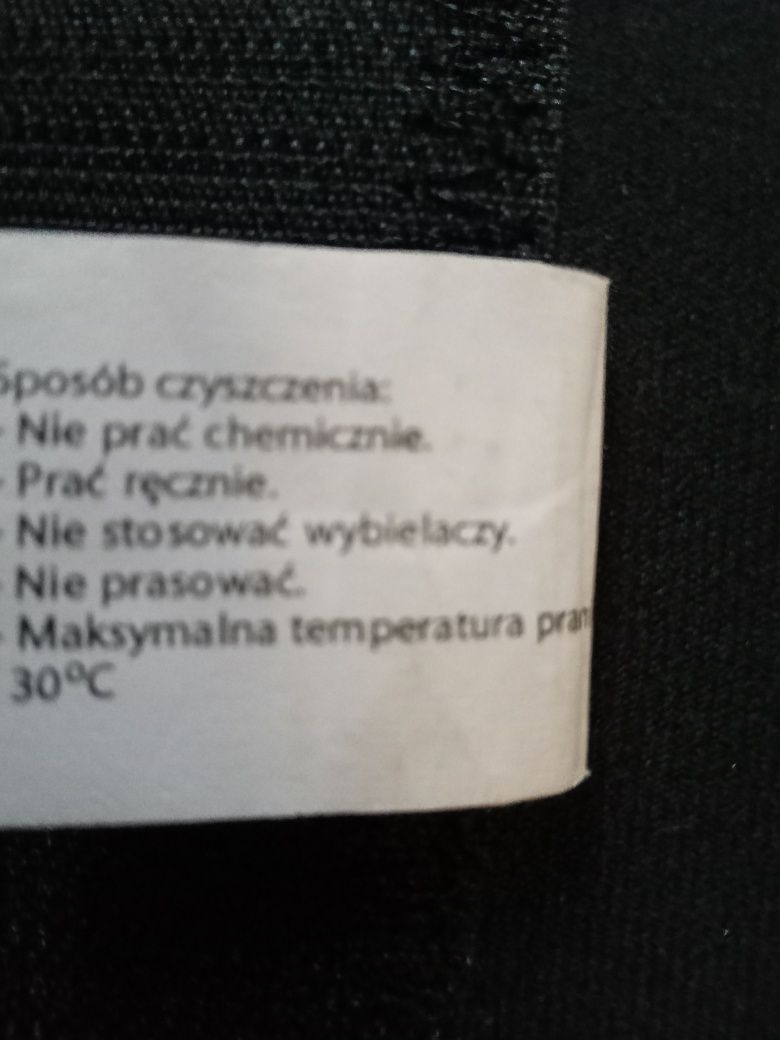 Sposób czyszczenia:
- Nie prać chemicznie.
- Prać ręcznie.
- Nie stosować wybielaczy.
- Nie prasować.
- Maksymalna temperatura pran
30°C